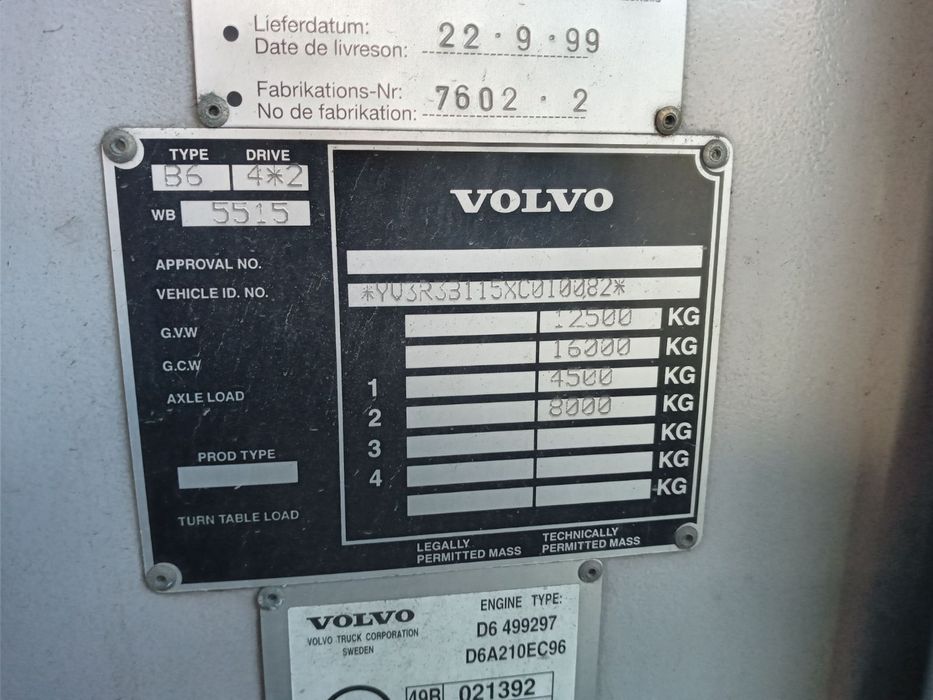 Lieferdatum:
Date de livreson: 22·9·99
Fabrikations-Nr:
No de fabrikation: 7602·2
TYPE DRIVE
B6 4*2
WB 5515
VOLVO
APPROVAL NO.
VEHICLE ID. NO. *YV3R3B115XC010082*
G.V.W 12500 KG
G.C.W 16000 KG
AXLE LOAD 1 4500 KG
2 8000 KG
3 KG
4 KG
PROD TYPE
TURN TABLE LOAD KG
LEGALLY
PERMITTED MASS
TECHNICALLY
PERMITTED MASS
VOLVO
VOLVO TRUCK CORPORATION
SWEDEN
ENGINE TYPE:
D6 499297
D6A210EC96
49R 021392